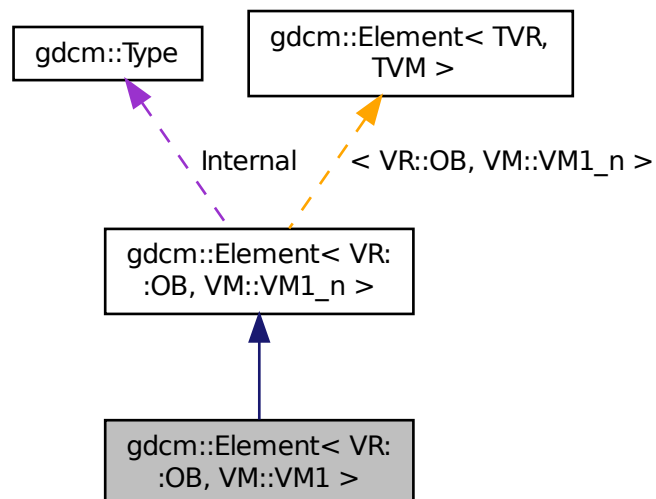 gdcm::Type
gdcm::Element< TVR,
TVM >
Internal
< VR::OB, VM::VM1_n >
gdcm::Element< VR:
:OB, VM::VM1_n >
gdcm::Element< VR:
:OB, VM::VM1 >